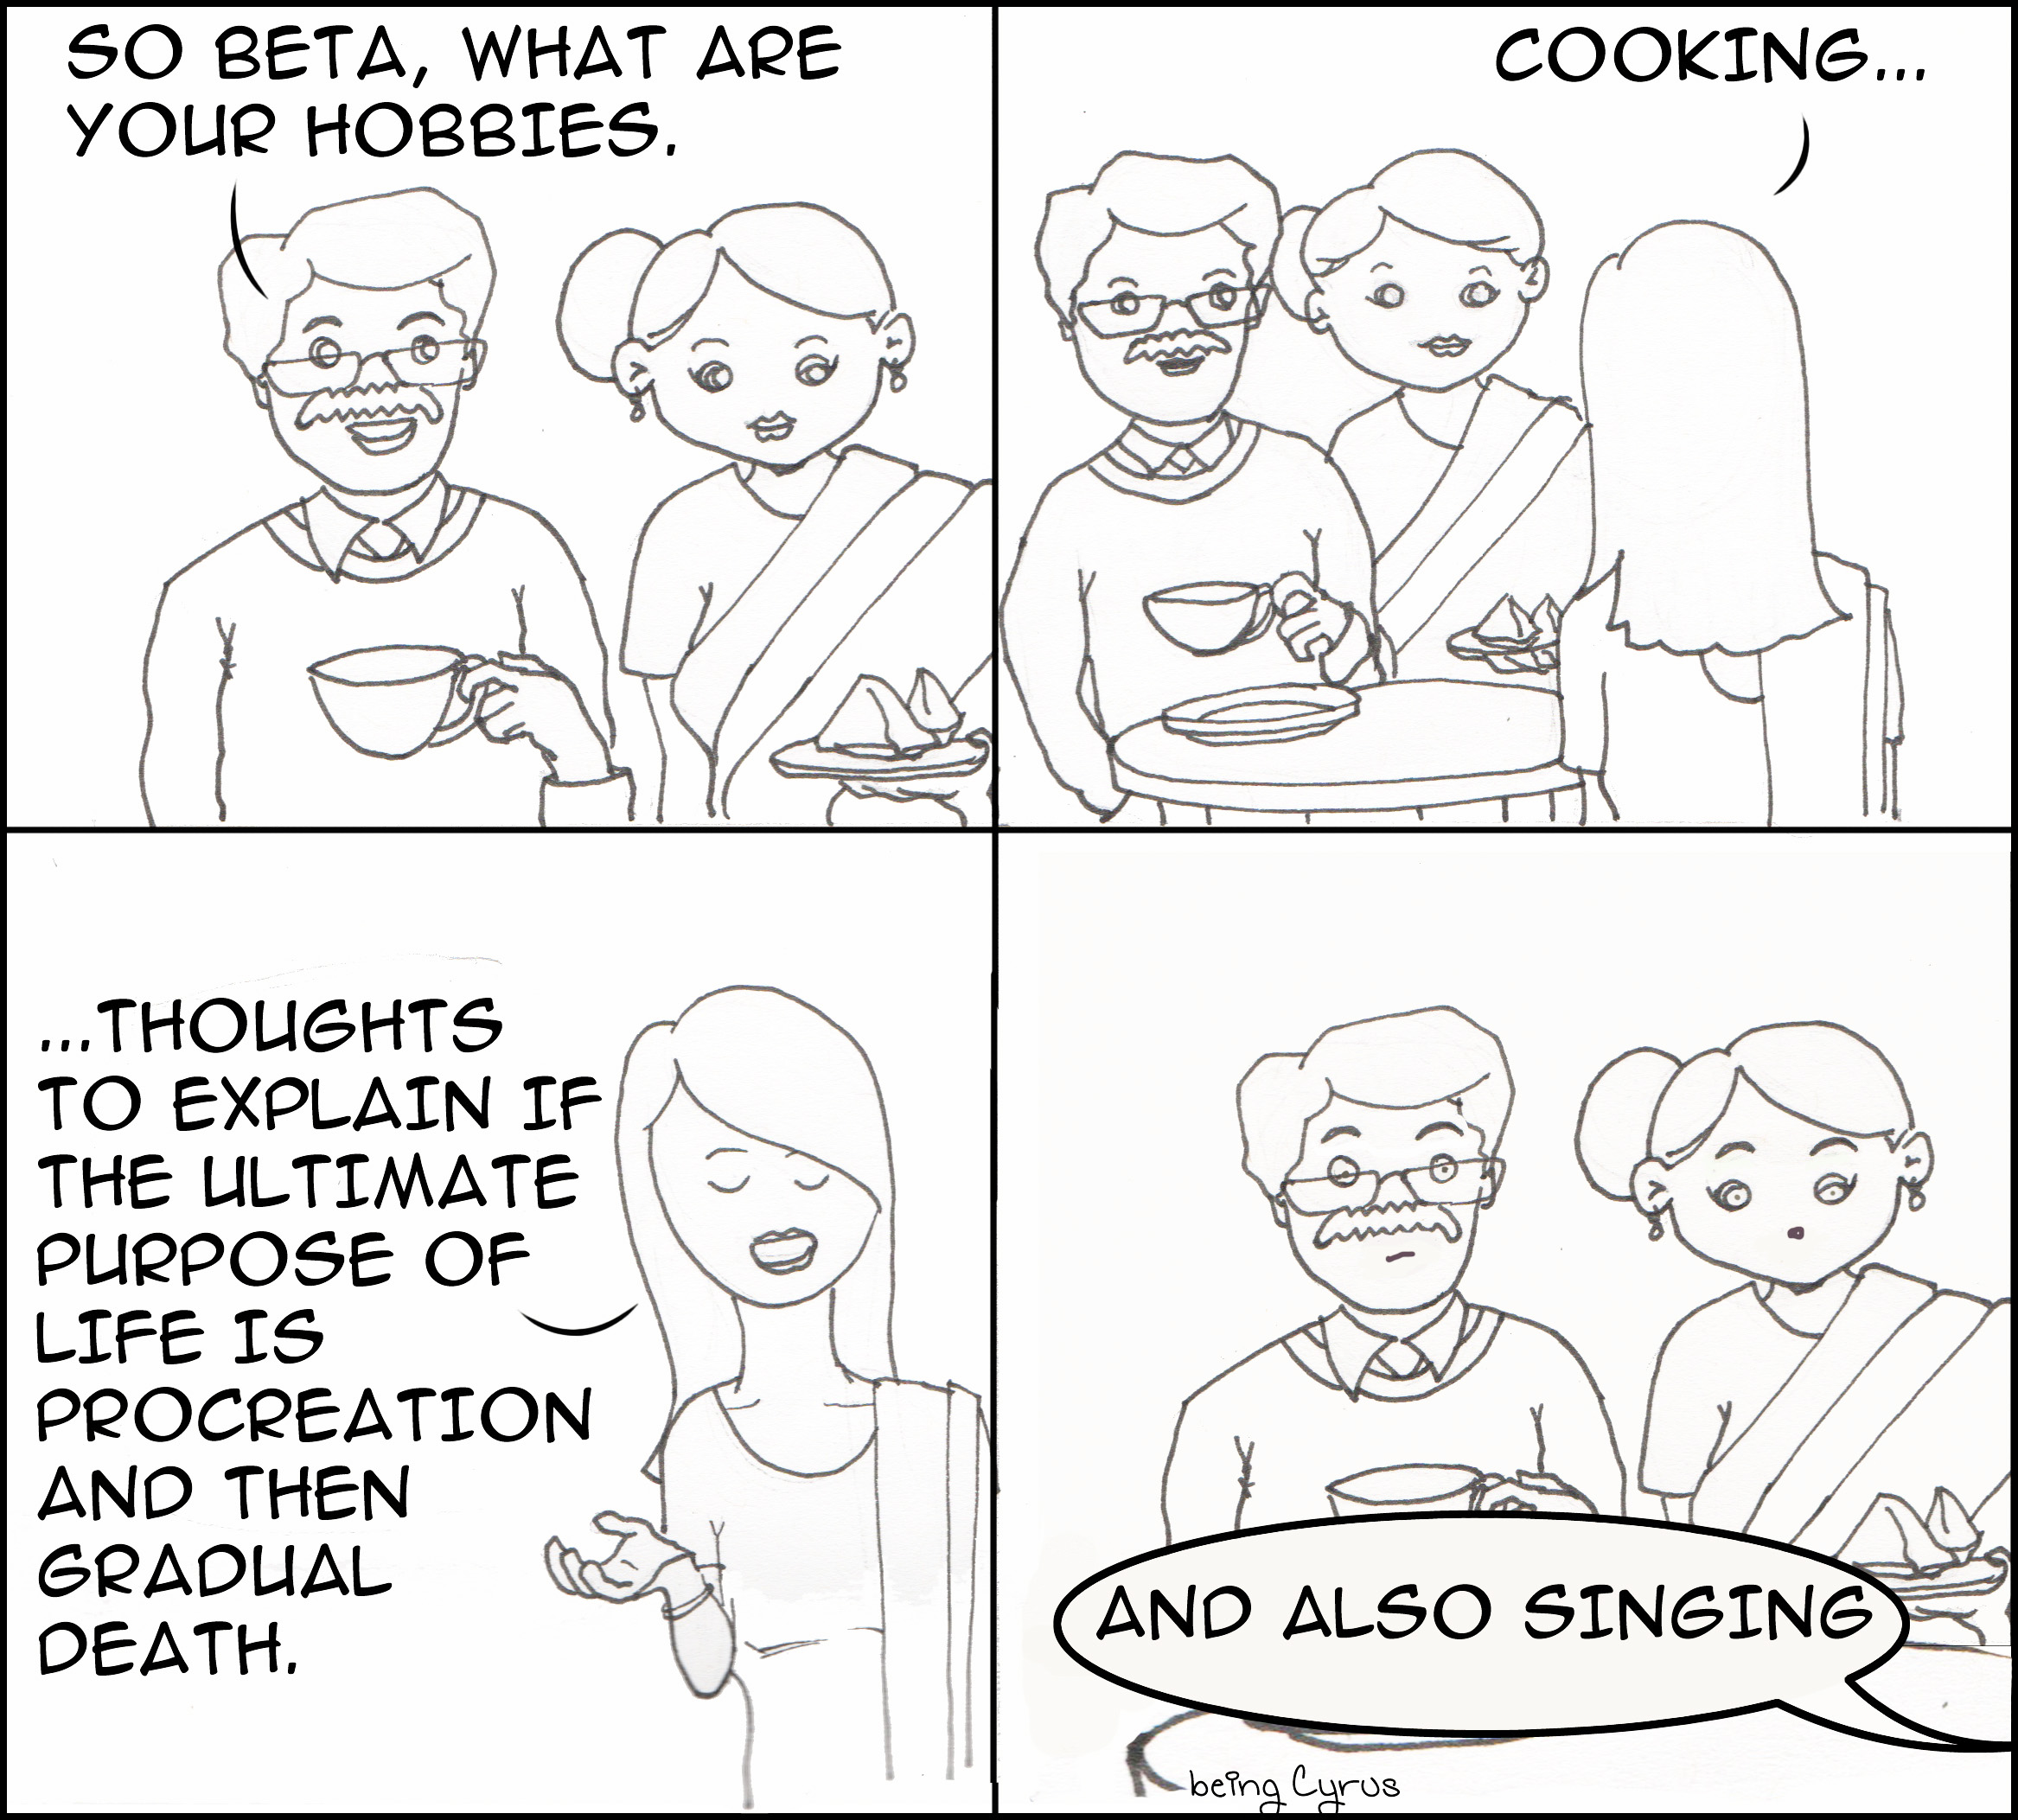 SO BETA, WHAT ARE
YOUR HOBBIES.
COOKING...
...THOUGHTS
TO EXPLAIN IF
THE ULTIMATE
PURPOSE OF
LIFE IS
PROCREATION
AND THEN
GRADUAL
DEATH.
AND ALSO SINGING
being Cyrus